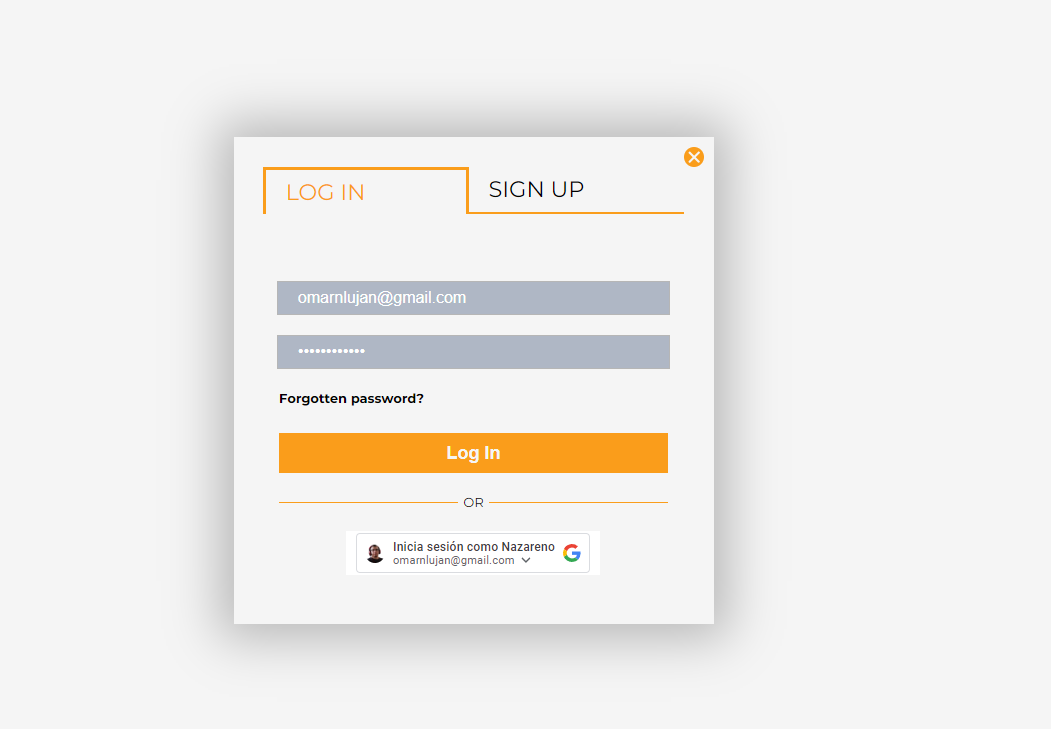 LOG IN
SIGN UP
omarnlujan@gmail.com
••••••••••••
Forgotten password?
Log In
OR
Inicia sesión como Nazareno
omarnlujan@gmail.com